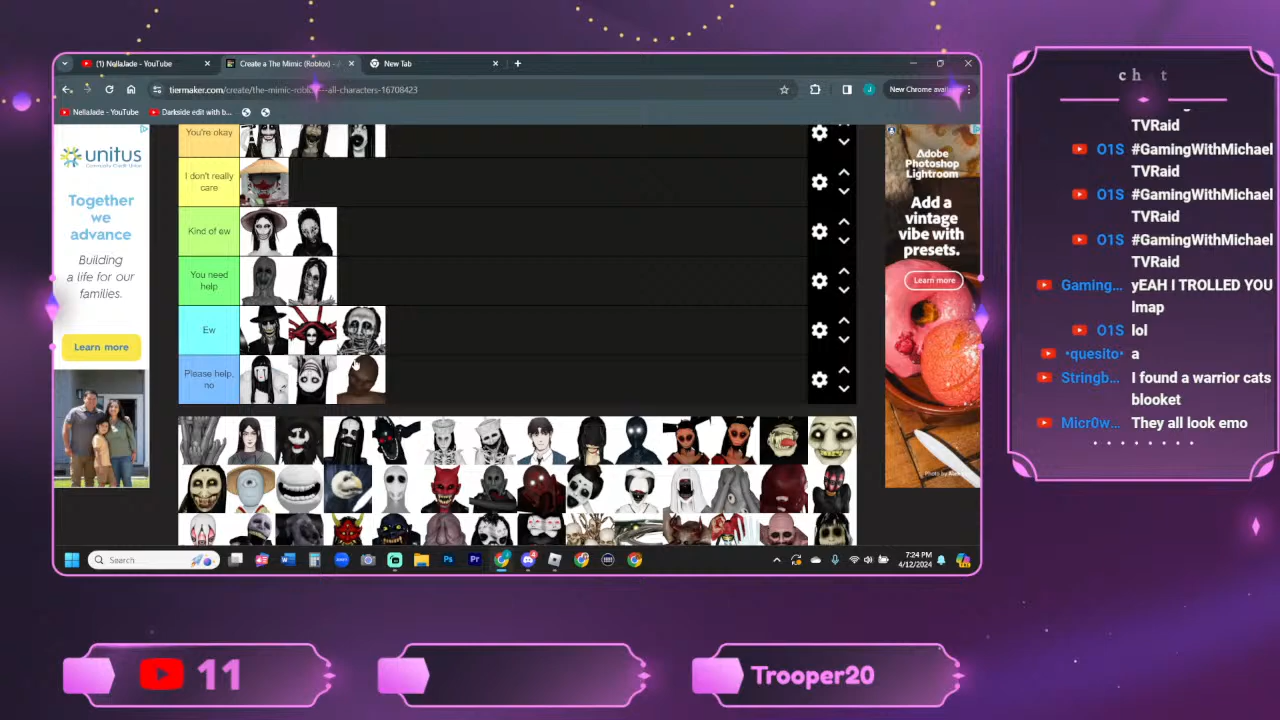 (1) NellaJade - YouTube
Create a The Mimic (Roblox) -
New Tab
tiermaker.com/create/the-mimic-
all-characters-16708423
New Chrome
NellaJade - YouTube
Darkside edit with b...
unitus
Community Credit Union
Together
we
advance
Building
a life for our
families.
Learn more
You're okay
I don't really
care
Kind of ew
You need
help
Ew
Please help,
no
Adobe
Photoshop
Lightroom
Add a
vintage
vibe with
presets.
Learn more
Search
7:24 PM
4/12/2024
chat
TVRaid
O1S #GamingWithMichael
TVRaid
O1S #GamingWithMichael
TVRaid
O1S #GamingWithMichael
TVRaid
Gaming... yEAH I TROLLED YOU
lmap
O1S lol
•quesito• a
Stringb... I found a warrior cats
blooket
Micr0w... They all look emo
11
Trooper20